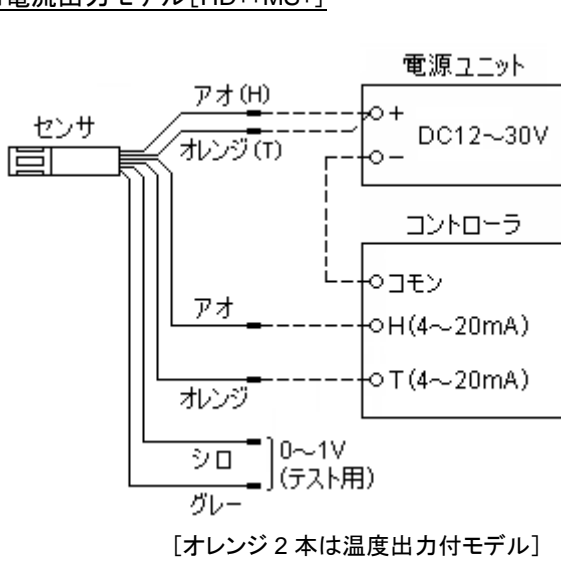 電流出力モデル[HD
電源ユニット
アオ(H)
センサ
+
DC12～30V
オレンジ(T)
−
コントローラ
コモン
アオ
H(4～20mA)
T(4～20mA)
オレンジ
シロ
0～1V
(テスト用)
グレー
[オレンジ2本は温度出力付モデル]